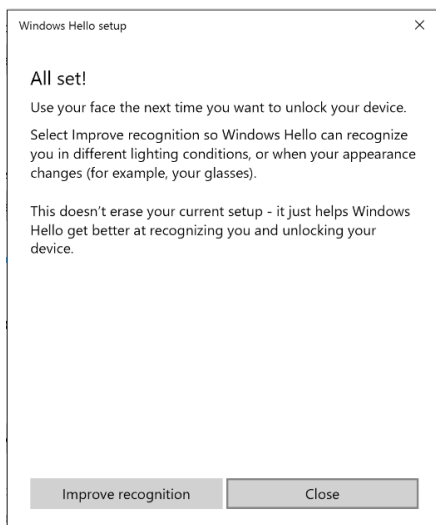 Windows Hello setup
All set!
Use your face the next time you want to unlock your device.
Select Improve recognition so Windows Hello can recognize
you in different lighting conditions, or when your appearance
changes (for example, your glasses).
This doesn’t erase your current setup - it just helps Windows
Hello get better at recognizing you and unlocking your
device.
Improve recognition
Close